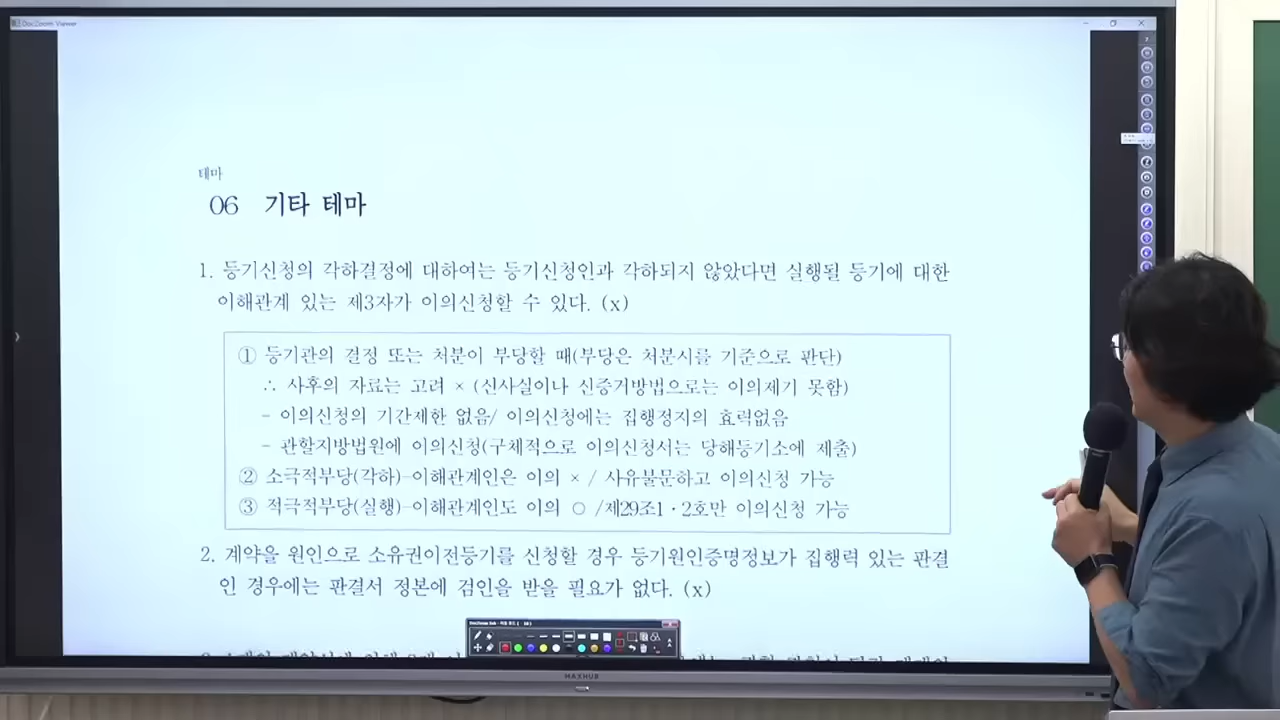 DocZoom Viewer
테마
06 기타 테마
1. 등기신청의 각하결정에 대하여는 등기신청인과 각하되지 않았다면 실행될 등기에 대한
이해관계 있는 제3자가 이의신청할 수 있다. (x)
① 등기관의 결정 또는 처분이 부당할 때(부당은 처분시를 기준으로 판단)
∴ 사후의 자료는 고려 × (신사실이나 신증거방법으로는 이의제기 못함)
- 이의신청의 기간제한 없음/ 이의신청에는 집행정지의 효력없음
- 관할지방법원에 이의신청(구체적으로 이의신청서는 당해등기소에 제출)
② 소극적부당(각하)-이해관계인은 이의 × / 사유불문하고 이의신청 가능
③ 적극적부당(실행)-이해관계인도 이의 ○ /제29조1·2호만 이의신청 가능
2. 계약을 원인으로 소유권이전등기를 신청할 경우 등기원인증명정보가 집행력 있는 판결
인 경우에는 판결서 정본에 검인을 받을 필요가 없다. (x)
MAXHUB